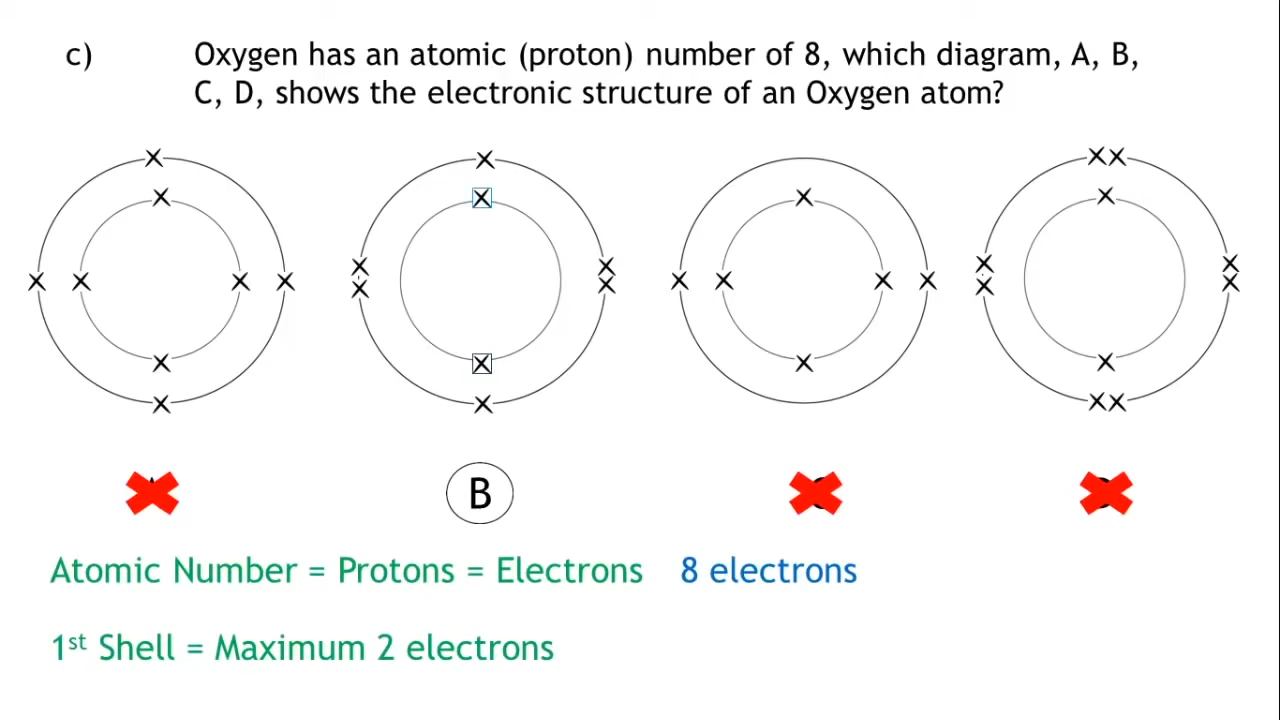 c) Oxygen has an atomic (proton) number of 8, which diagram, A, B,
C, D, shows the electronic structure of an Oxygen atom?
B
Atomic Number = Protons = Electrons 8 electrons
1st Shell = Maximum 2 electrons